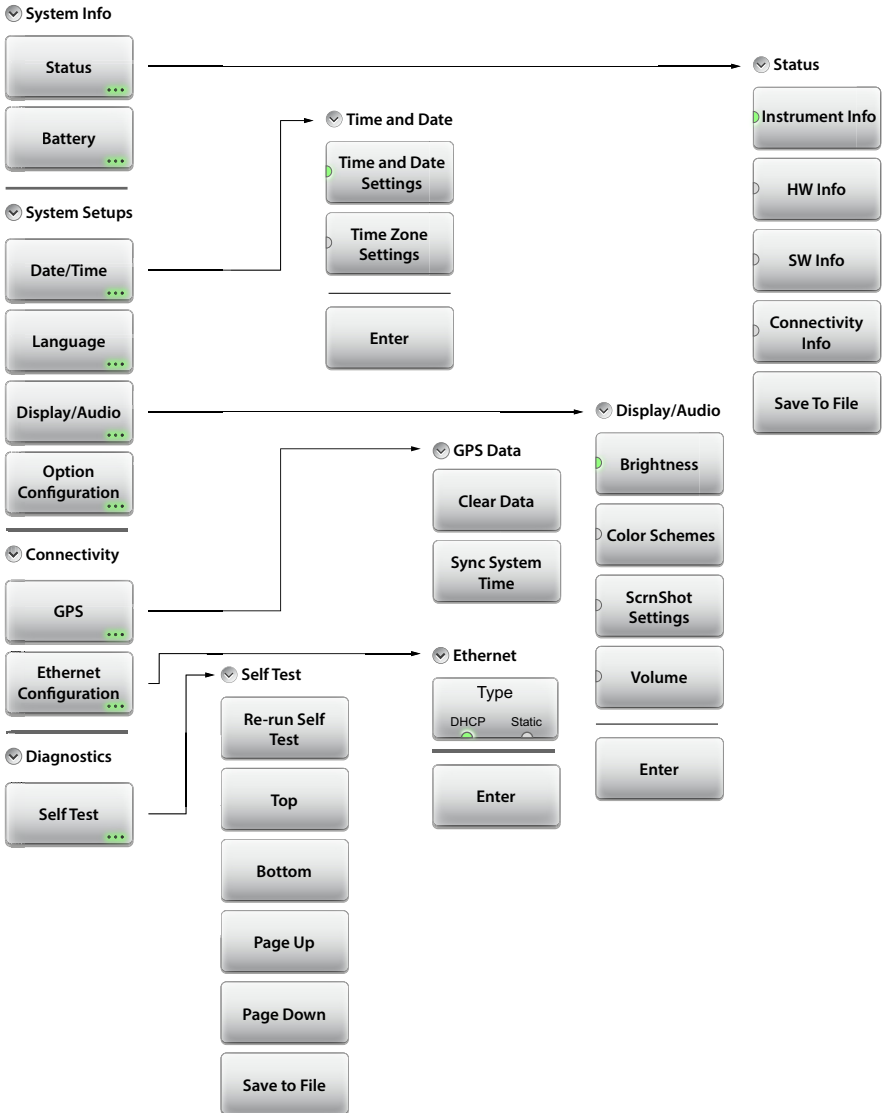 System Info
Status
Battery
System Setups
Date/Time
Language
Display/Audio
Option
Configuration
Connectivity
GPS
Ethernet
Configuration
Diagnostics
Self Test
Time and Date
Time and Date
Settings
Time Zone
Settings
Enter
Self Test
Re-run Self
Test
Top
Bottom
Page Up
Page Down
Save to File
GPS Data
Clear Data
Sync System
Time
Ethernet
Type
DHCP Static
Enter
Display/Audio
Brightness
Color Schemes
ScrnShot
Settings
Volume
Enter
Status
Instrument Info
HW Info
SW Info
Connectivity
Info
Save To File